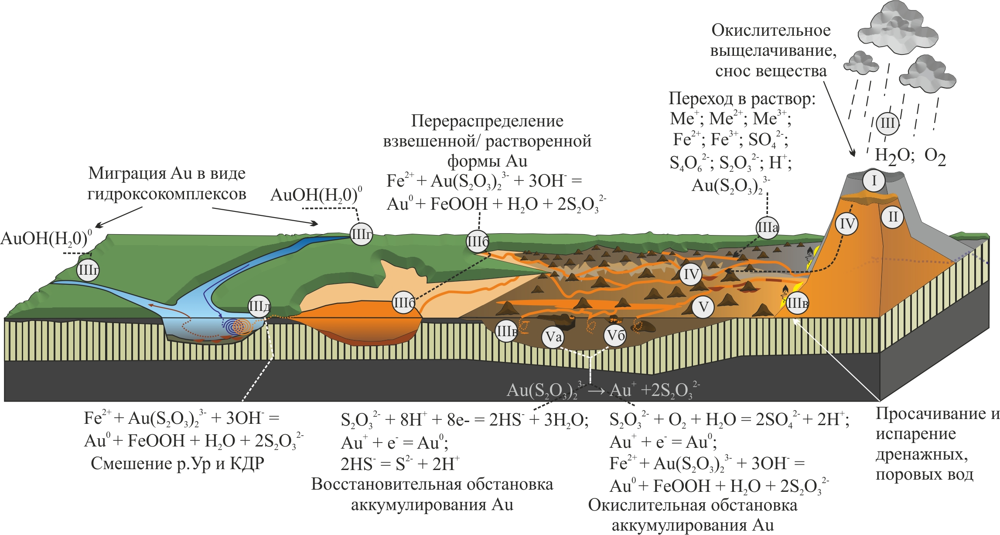 Окислительное
выщелачивание,
снос вещества
Переход в раствор:
Me⁺; Me²⁺; Me³⁺;
Fe²⁺; Fe³⁺; SO₄²⁻;
S₄O₆²⁻; S₂O₃²⁻; H⁺;
Au(S₂O₃)₂³⁻
III
H₂O; O₂
Перераспределение
взвешенной/ растворенной
формы Au
Fe²⁺ + Au(S₂O₃)₂³⁻ + 3OH⁻ =
Au⁰ + FeOOH + H₂O + 2S₂O₃²⁻
Миграция Au в виде
гидроксокомплексов
AuOH(H₂0)⁰
AuOH(H₂0)⁰
I
II
IV
IIIа
IIIг
IIIб
IIIг
IV
IIIб
IIIд
V
IIIв
IIIв
Vа
Vб
Au(S₂O₃)₂³⁻ → Au⁺ +2S₂O₃²⁻
Fe²⁺ + Au(S₂O₃)₂³⁻ + 3OH⁻ =
Au⁰ + FeOOH + H₂O + 2S₂O₃²⁻
Смешение р.Ур и КДР
S₂O₃²⁻ + 8H⁺ + 8e- = 2HS⁻ + 3H₂O;
Au⁺ + e⁻ = Au⁰;
2HS⁻ = S²⁻ + 2H⁺
Восстановительная обстановка
аккумулирования Au
S₂O₃²⁻ + O₂ + H₂O = 2SO₄²⁻ + 2H⁺;
Au⁺ + e⁻ = Au⁰;
Fe²⁺ + Au(S₂O₃)₂³⁻ + 3OH⁻ =
Au⁰ + FeOOH + H₂O + 2S₂O₃²⁻
Окислительная обстановка
аккумулирования Au
Просачивание и
испарение
дренажных,
поровых вод